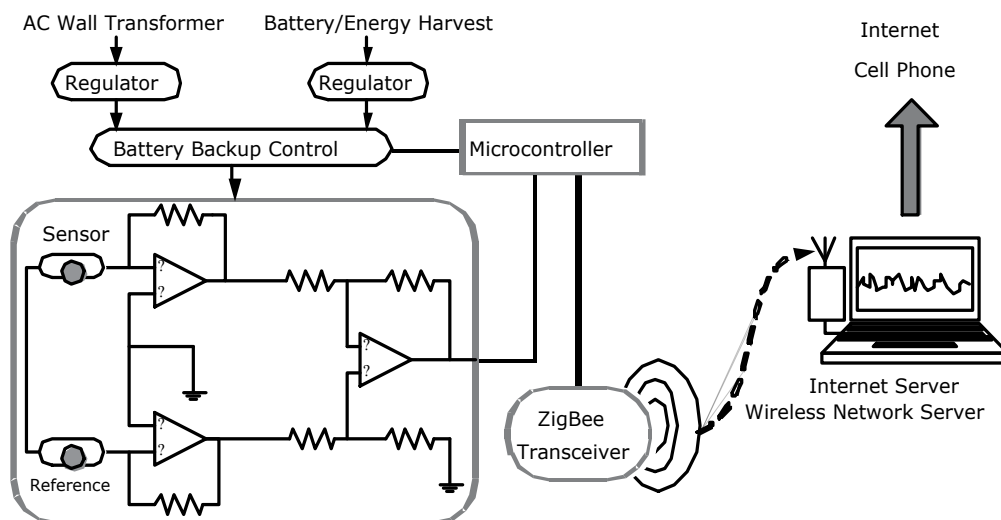 AC Wall Transformer
Battery/Energy Harvest
Regulator
Regulator
Battery Backup Control
Microcontroller
Internet
Cell Phone
Sensor
?
?
?
?
?
?
Reference
ZigBee
Transceiver
Internet Server
Wireless Network Server